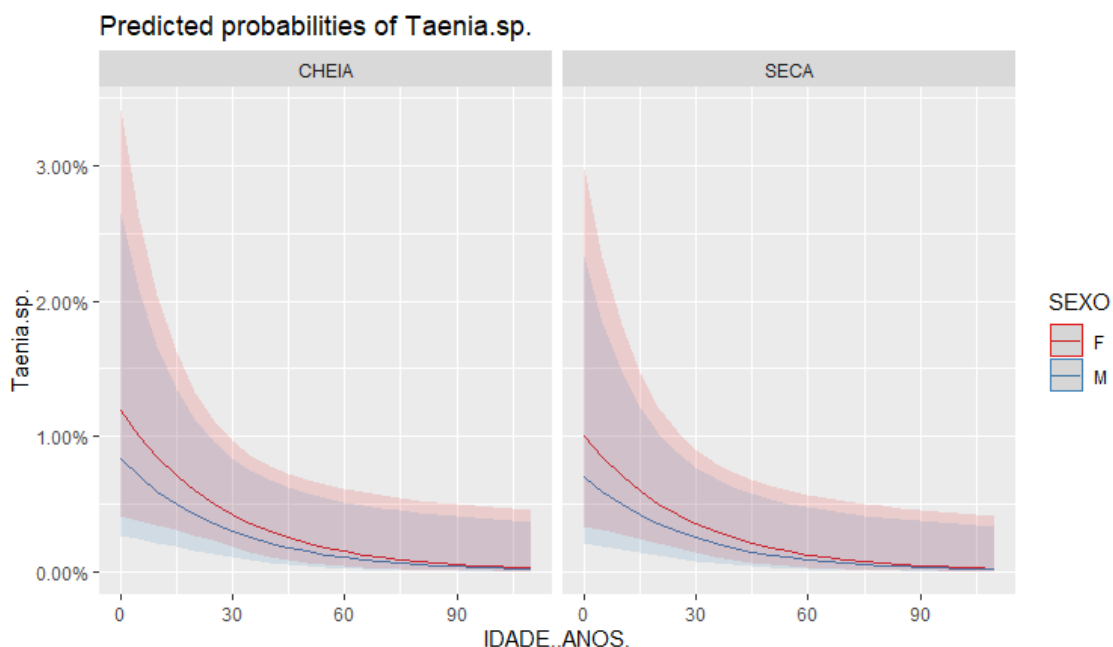 Predicted probabilities of Taenia.sp.
CHEIA
SECA
Taenia.sp.
3.00%
2.00%
1.00%
0.00%
0
30
60
90
0
30
60
90
IDADE..ANOS.
SEXO
F
M